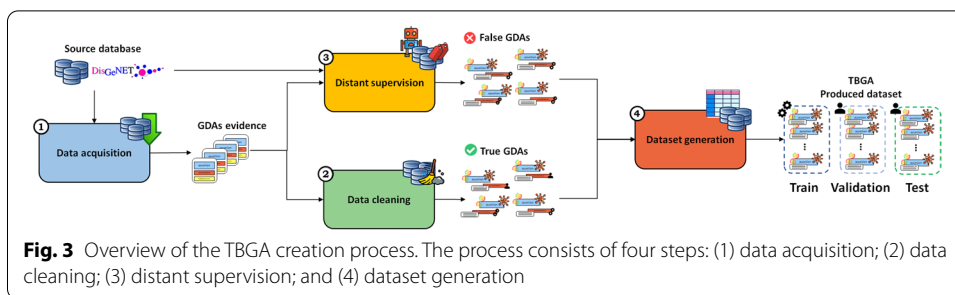 Source database
DisGeNET
1
Data acquisition
GDAs evidence
3
Distant supervision
False GDAs
2
Data cleaning
True GDAs
4
Dataset generation
TBGA
Produced dataset
Train
Validation
Test
Fig. 3 Overview of the TBGA creation process. The process consists of four steps: (1) data acquisition; (2) data
cleaning; (3) distant supervision; and (4) dataset generation